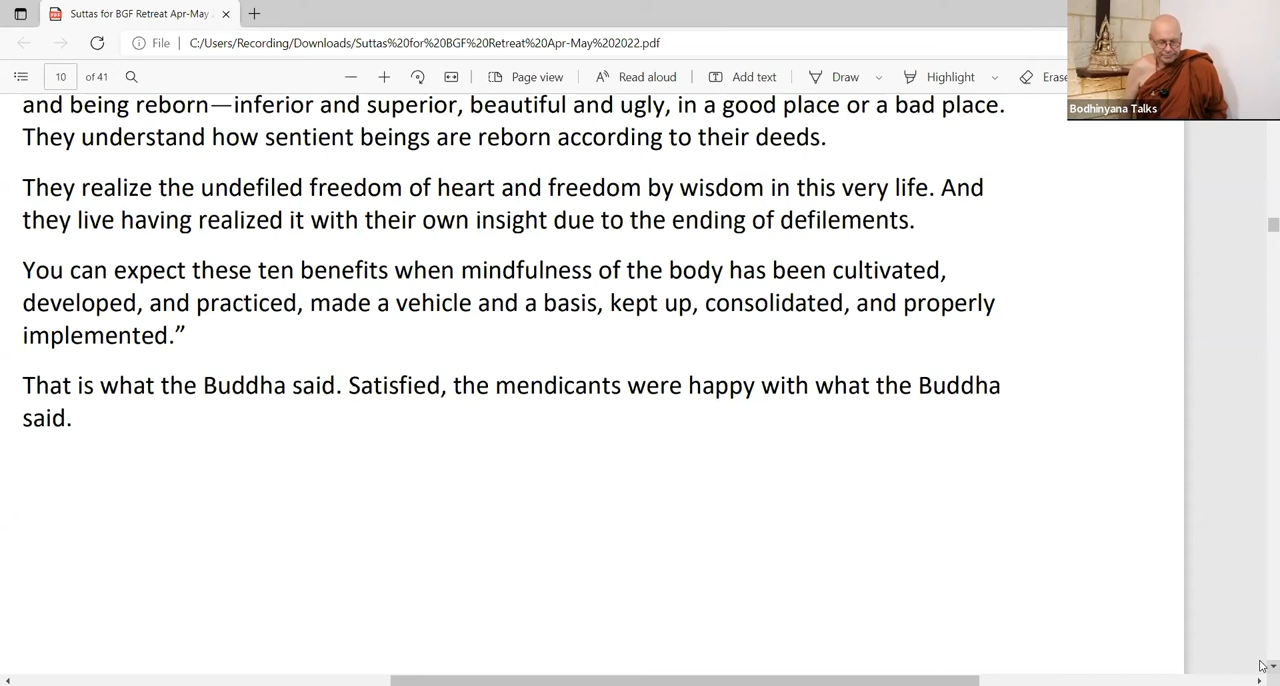 Suttas for BGF Retreat Apr-May
File C:/Users/Recording/Downloads/Suttas%20for%20BGF%20Retreat%20Apr-May%202022.pdf
10 of 41 Page view Read aloud Add text Draw Highlight Erase
Bodhinyana Talks
and being reborn—inferior and superior, beautiful and ugly, in a good place or a bad place.
They understand how sentient beings are reborn according to their deeds.
They realize the undefiled freedom of heart and freedom by wisdom in this very life. And
they live having realized it with their own insight due to the ending of defilements.
You can expect these ten benefits when mindfulness of the body has been cultivated,
developed, and practiced, made a vehicle and a basis, kept up, consolidated, and properly
implemented.”
That is what the Buddha said. Satisfied, the mendicants were happy with what the Buddha
said.